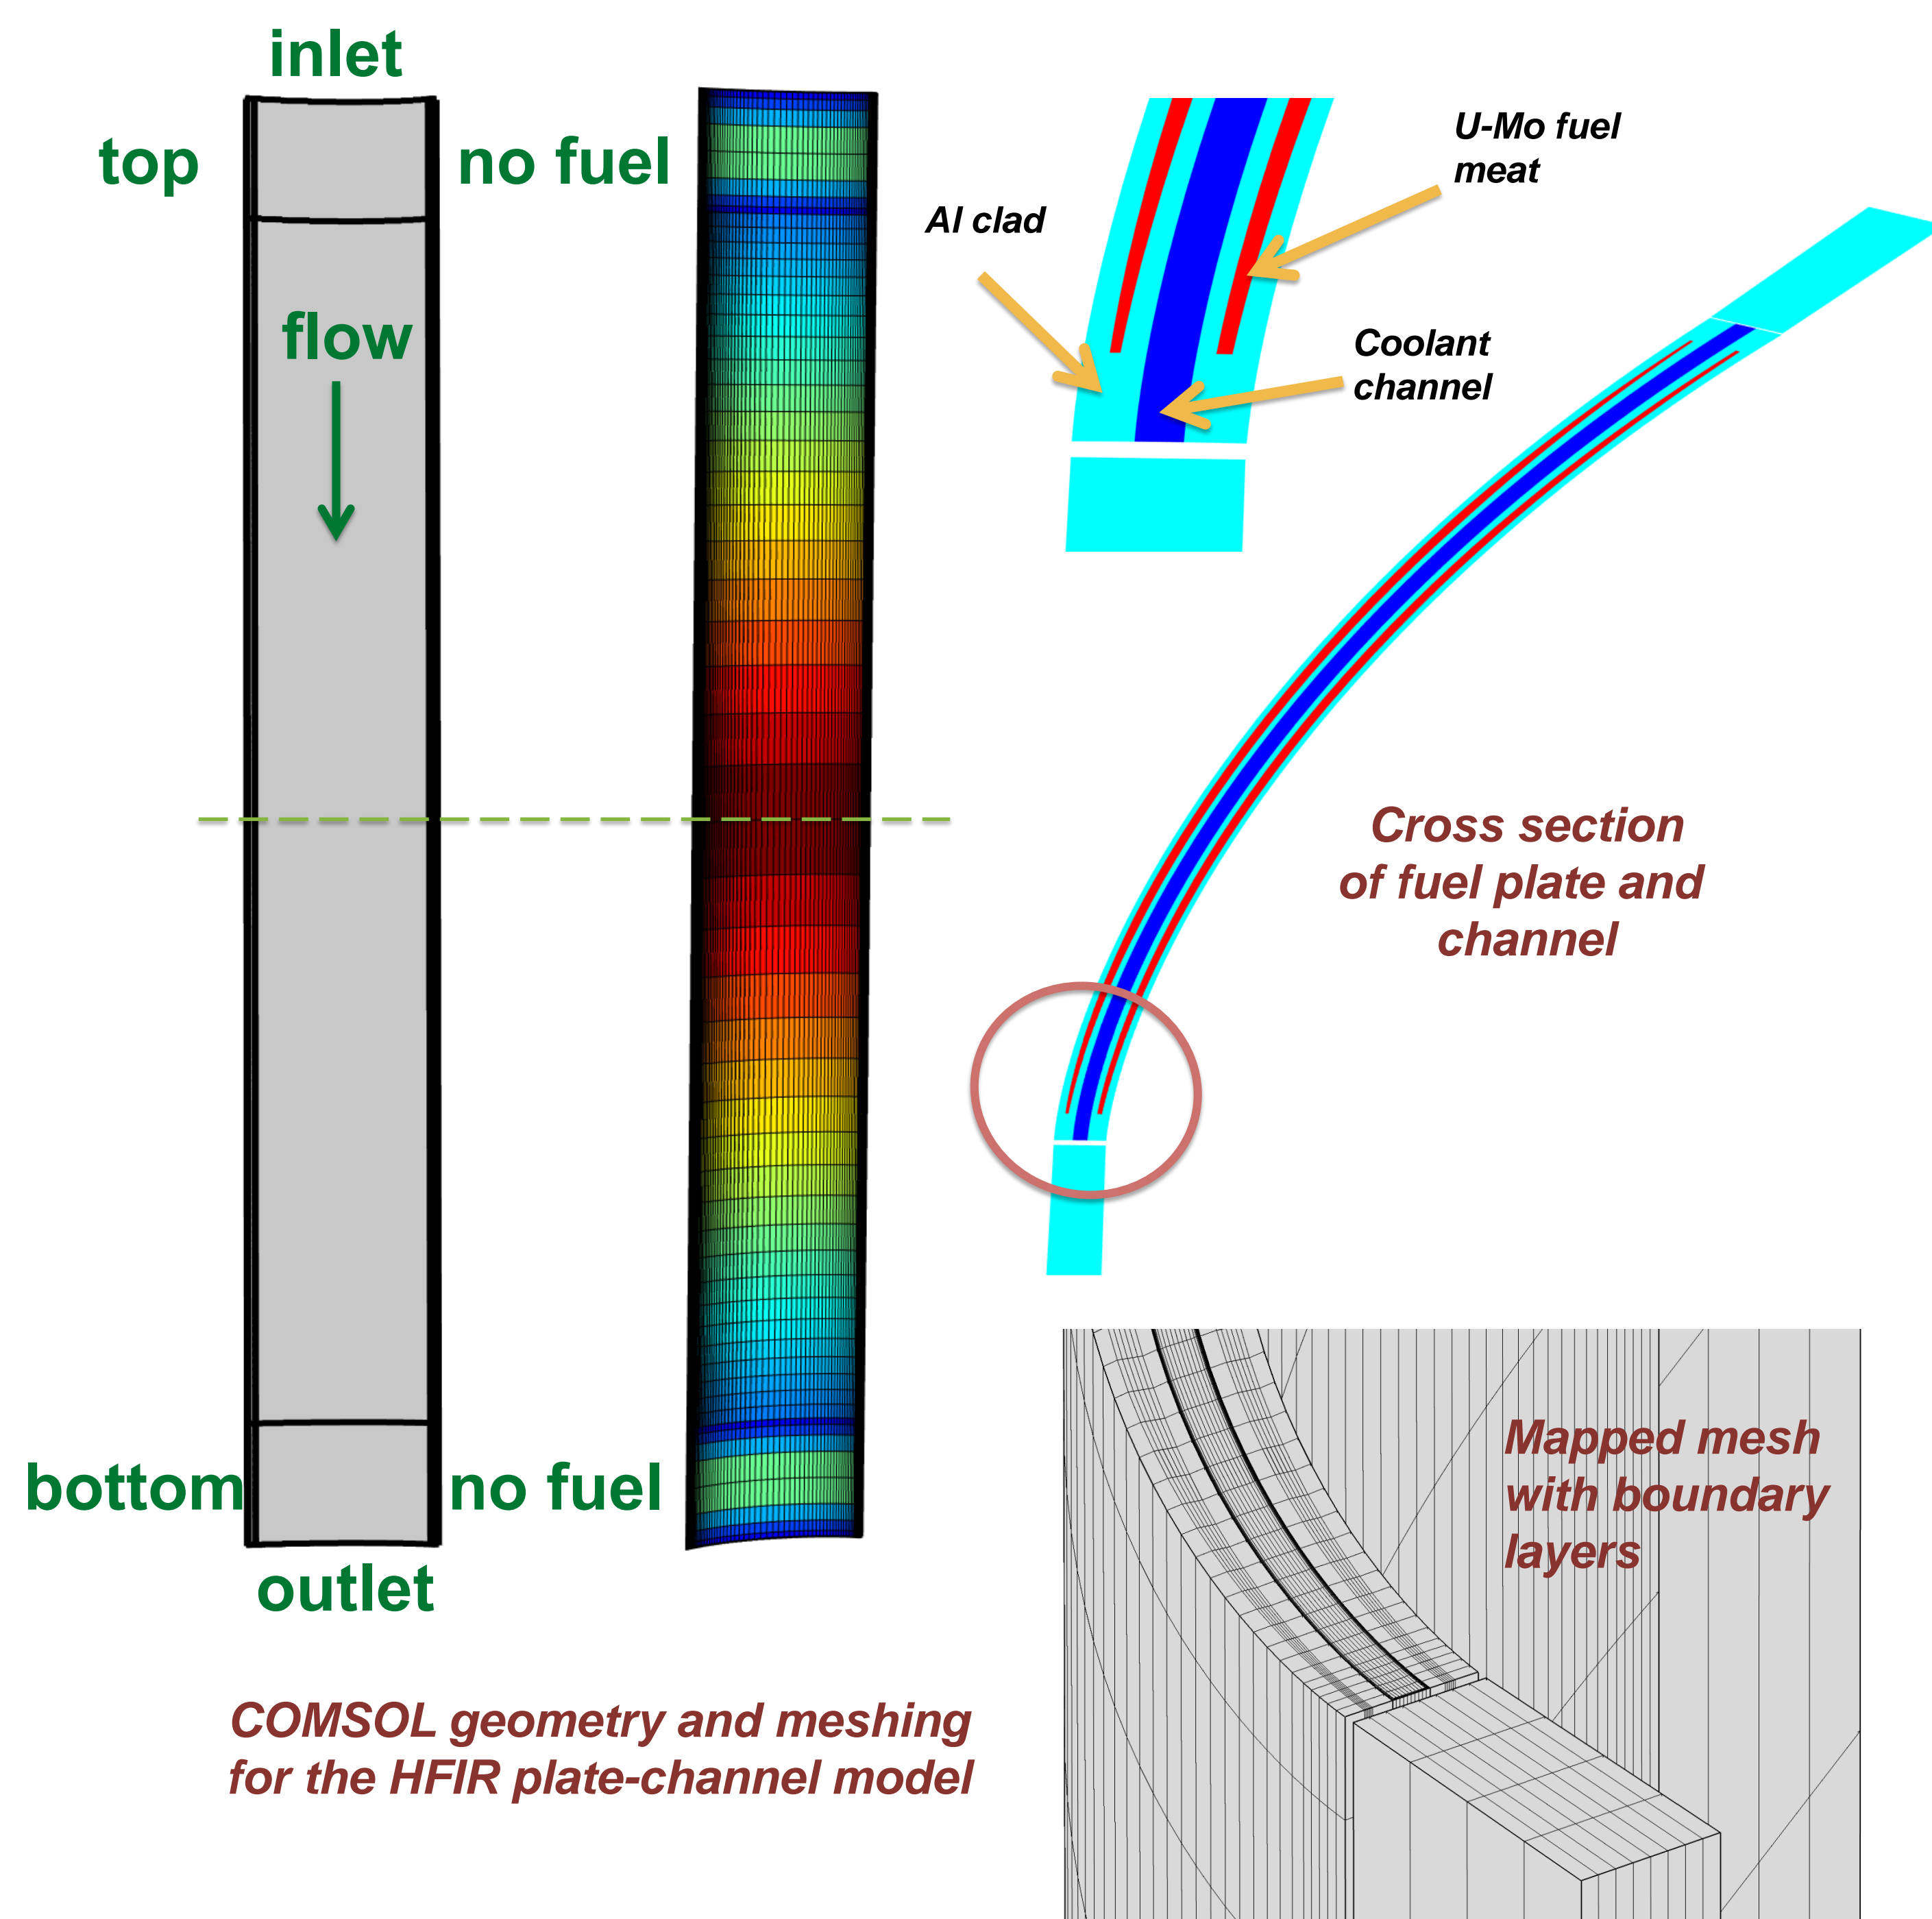 inlet
top
no fuel
flow
bottom
no fuel
outlet
COMSOL geometry and meshing
for the HFIR plate-channel model
U-Mo fuel
meat
Al clad
Coolant
channel
Cross section
of fuel plate and
channel
Mapped mesh
with boundary
layers